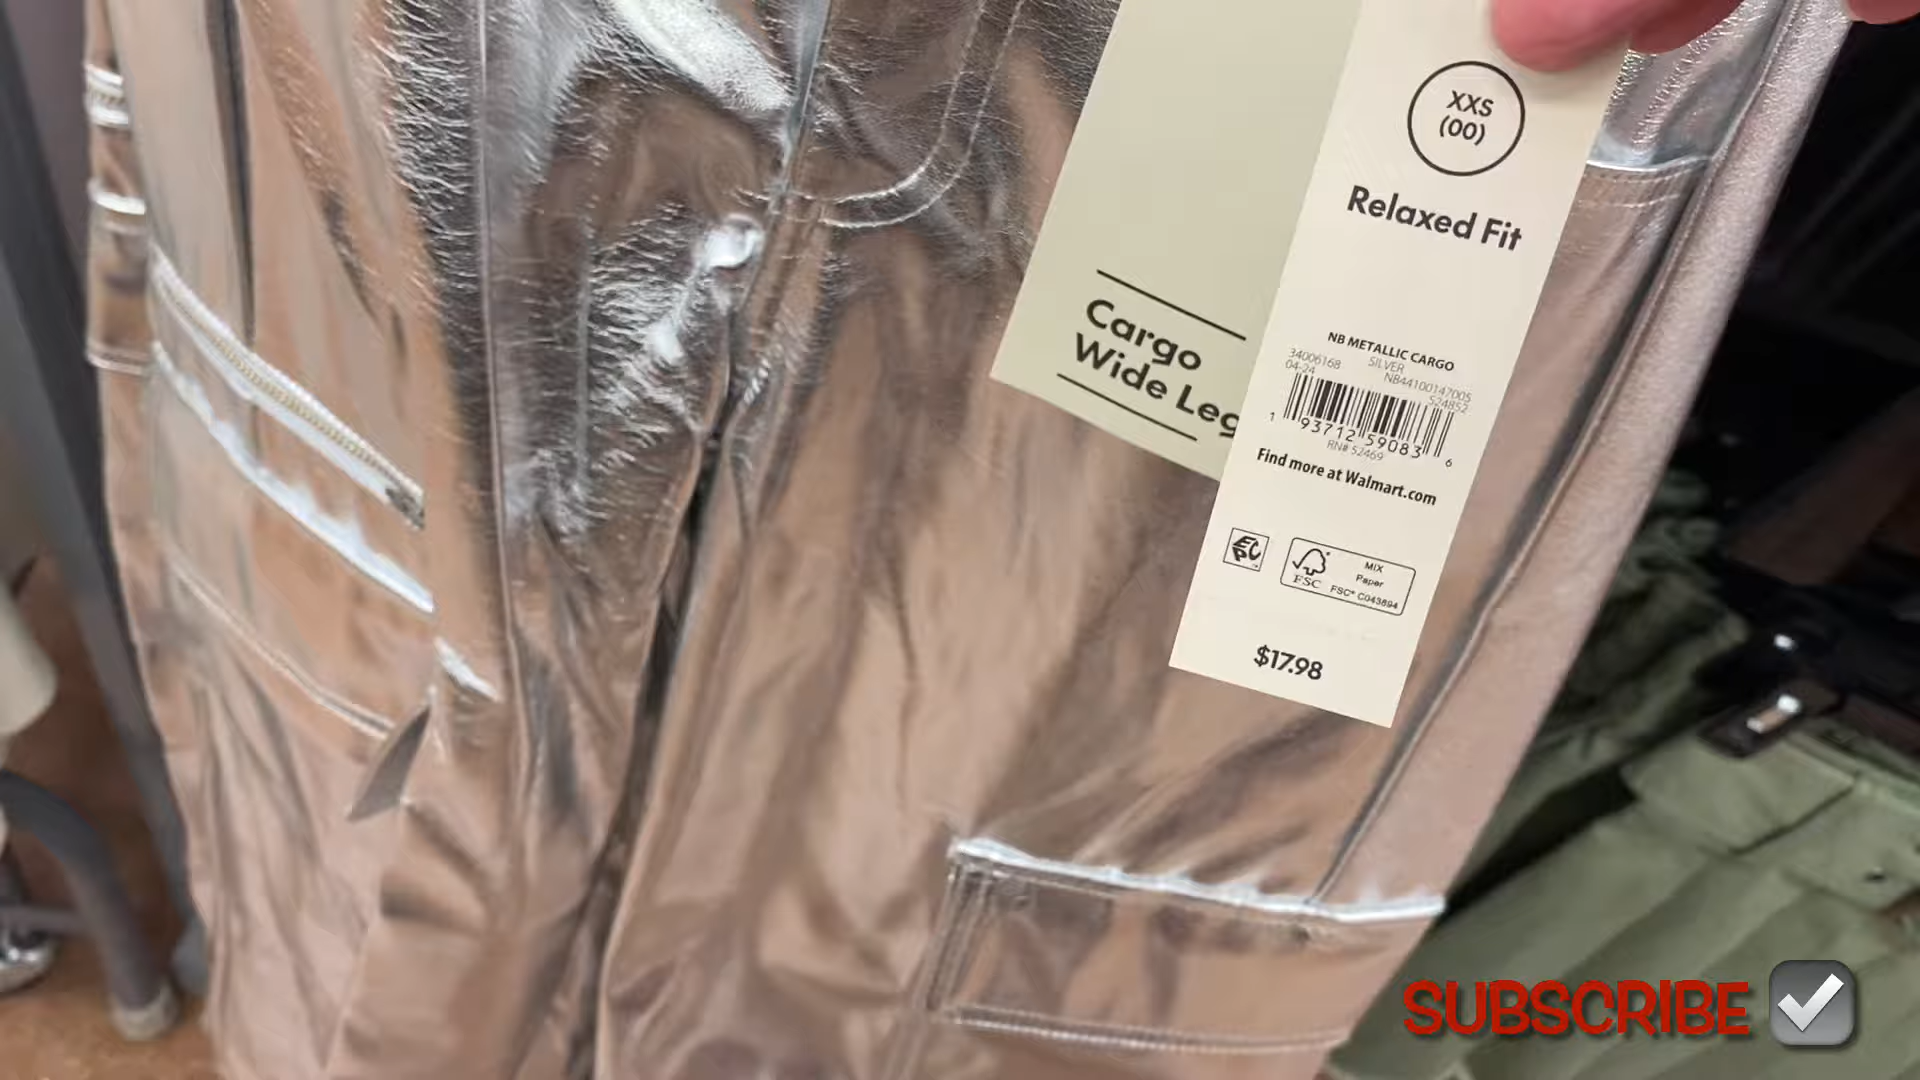 XXS
(00)
Relaxed Fit
Cargo
Wide Leg
NB METALLIC CARGO
34006168 SILVER NB44100147005
04-24 524852
1 93712 59083 6
RN# 52469
Find more at Walmart.com
EPC
FSC
MIX
Paper
FSC® C043894
$17.98
SUBSCRIBE